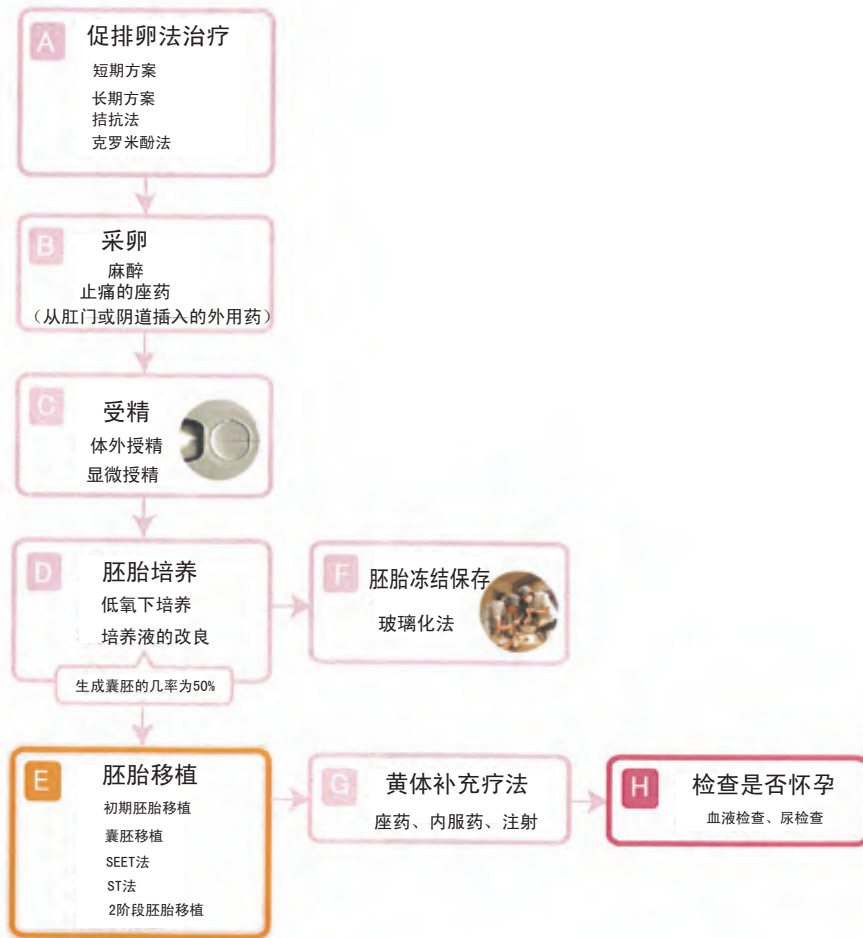 A 促排卵法治疗
短期方案
长期方案
拮抗法
克罗米酚法
B 采卵
麻醉
止痛的座药
（从肛门或阴道插入的外用药）
C 受精
体外授精
显微授精
D 胚胎培养
低氧下培养
培养液的改良
生成囊胚的几率为50%
F 胚胎冻结保存
玻璃化法
E 胚胎移植
初期胚胎移植
囊胚移植
SEET法
ST法
2阶段胚胎移植
G 黄体补充疗法
座药、内服药、注射
H 检查是否怀孕
血液检查、尿检查